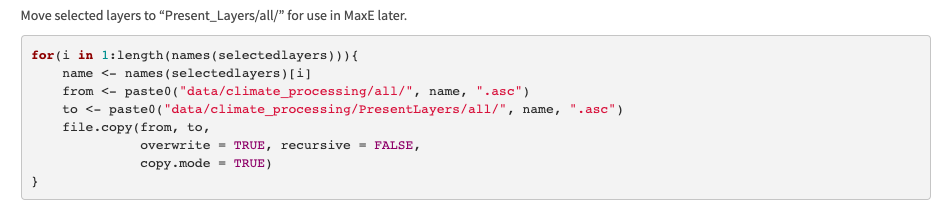 Move selected layers to “Present_Layers/all/” for use in MaxE later.
for(i in 1:length(names(selectedlayers))){
    name <- names(selectedlayers)[i]
    from <- paste0("data/climate_processing/all/", name, ".asc")
    to <- paste0("data/climate_processing/PresentLayers/all/", name, ".asc")
    file.copy(from, to,
              overwrite = TRUE, recursive = FALSE,
              copy.mode = TRUE)
}